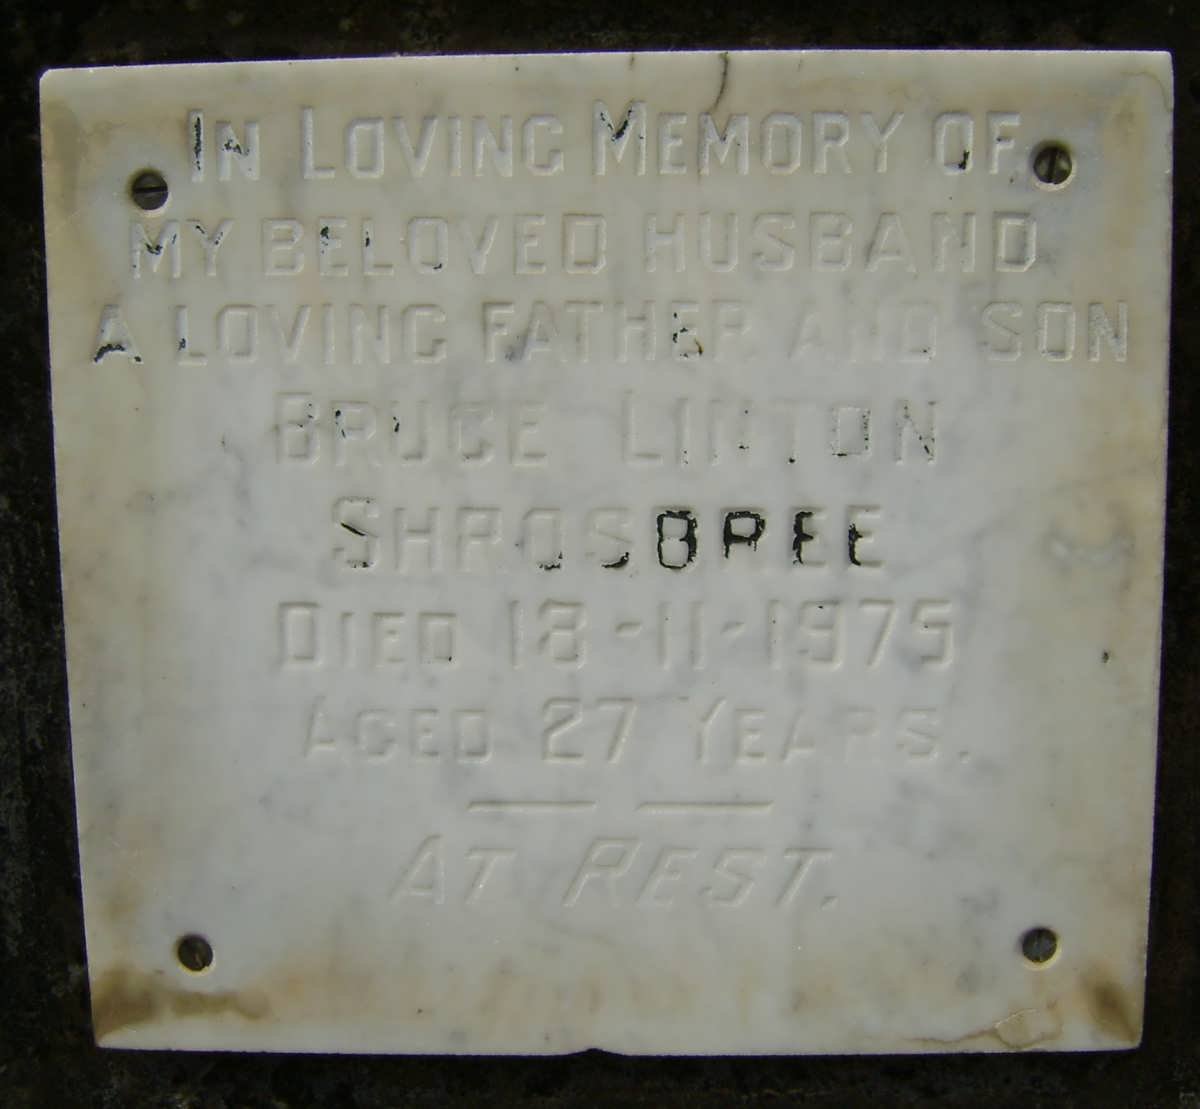 IN LOVING MEMORY OF
MY BELOVED HUSBAND
A LOVING FATHER AND SON
BRUCE LINTON
SHROSBREE
DIED 18-11-1975
AGED 27 YEARS.
AT REST.